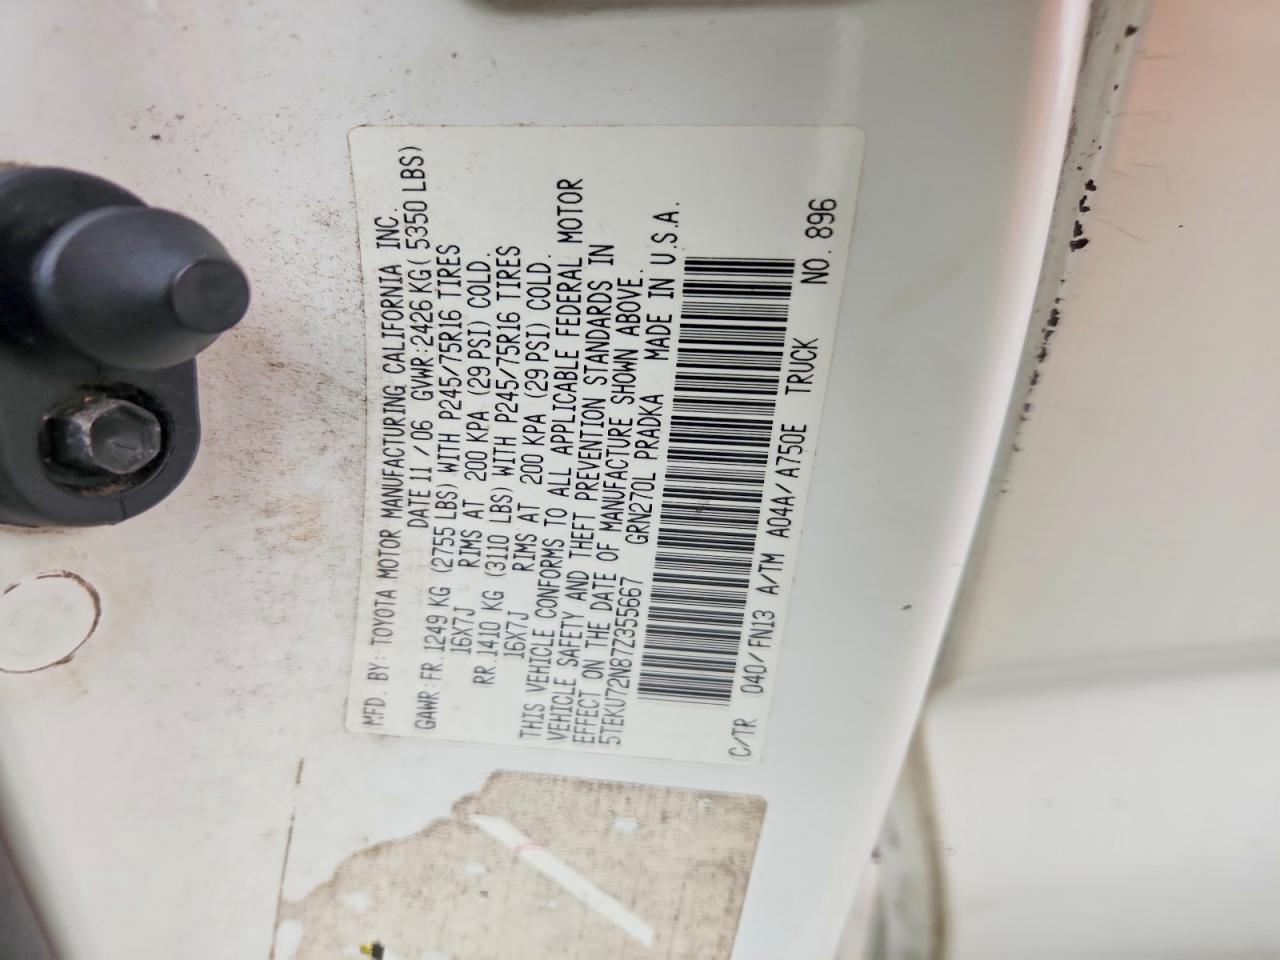 MFD. BY: TOYOTA MOTOR MANUFACTURING CALIFORNIA INC.
DATE 11 / 06 GVWR: 2426 KG( 5350 LBS)
GAWR: FR. 1249 KG (2755 LBS) WITH P245/75R16 TIRES
16X7J RIMS AT 200 KPA (29 PSI) COLD.
RR. 1410 KG (3110 LBS) WITH P245/75R16 TIRES
16X7J RIMS AT 200 KPA (29 PSI) COLD.
THIS VEHICLE CONFORMS TO ALL APPLICABLE FEDERAL MOTOR
VEHICLE SAFETY AND THEFT PREVENTION STANDARDS IN
EFFECT ON THE DATE OF MANUFACTURE SHOWN ABOVE.
5TEKU72N87Z355667 GRN270L PRADKA MADE IN U.S.A.
C/TR 040/ FN13 A/TM A04A/ A750E TRUCK NO. 896